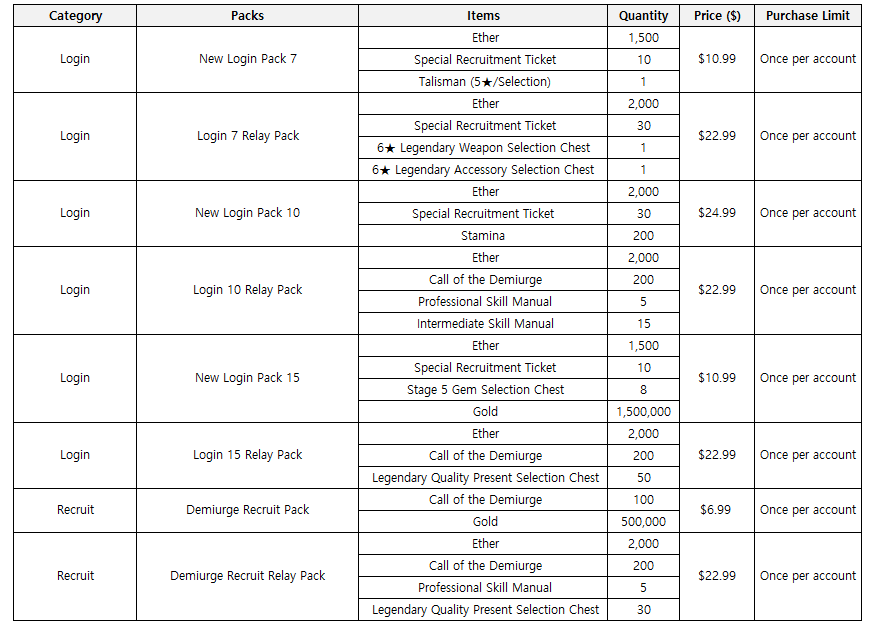 Category Packs Items Quantity Price ($) Purchase Limit
Login New Login Pack 7 Ether 1,500 $10.99 Once per account
Special Recruitment Ticket 10
Talisman (5★/Selection) 1
Login Login 7 Relay Pack Ether 2,000 $22.99 Once per account
Special Recruitment Ticket 30
6★ Legendary Weapon Selection Chest 1
6★ Legendary Accessory Selection Chest 1
Login New Login Pack 10 Ether 2,000 $24.99 Once per account
Special Recruitment Ticket 30
Stamina 200
Login Login 10 Relay Pack Ether 2,000 $22.99 Once per account
Call of the Demiurge 200
Professional Skill Manual 5
Intermediate Skill Manual 15
Login New Login Pack 15 Ether 1,500 $10.99 Once per account
Special Recruitment Ticket 10
Stage 5 Gem Selection Chest 8
Gold 1,500,000
Login Login 15 Relay Pack Ether 2,000 $22.99 Once per account
Call of the Demiurge 200
Legendary Quality Present Selection Chest 50
Recruit Demiurge Recruit Pack Call of the Demiurge 100 $6.99 Once per account
Gold 500,000
Recruit Demiurge Recruit Relay Pack Ether 2,000 $22.99 Once per account
Call of the Demiurge 200
Professional Skill Manual 5
Legendary Quality Present Selection Chest 30